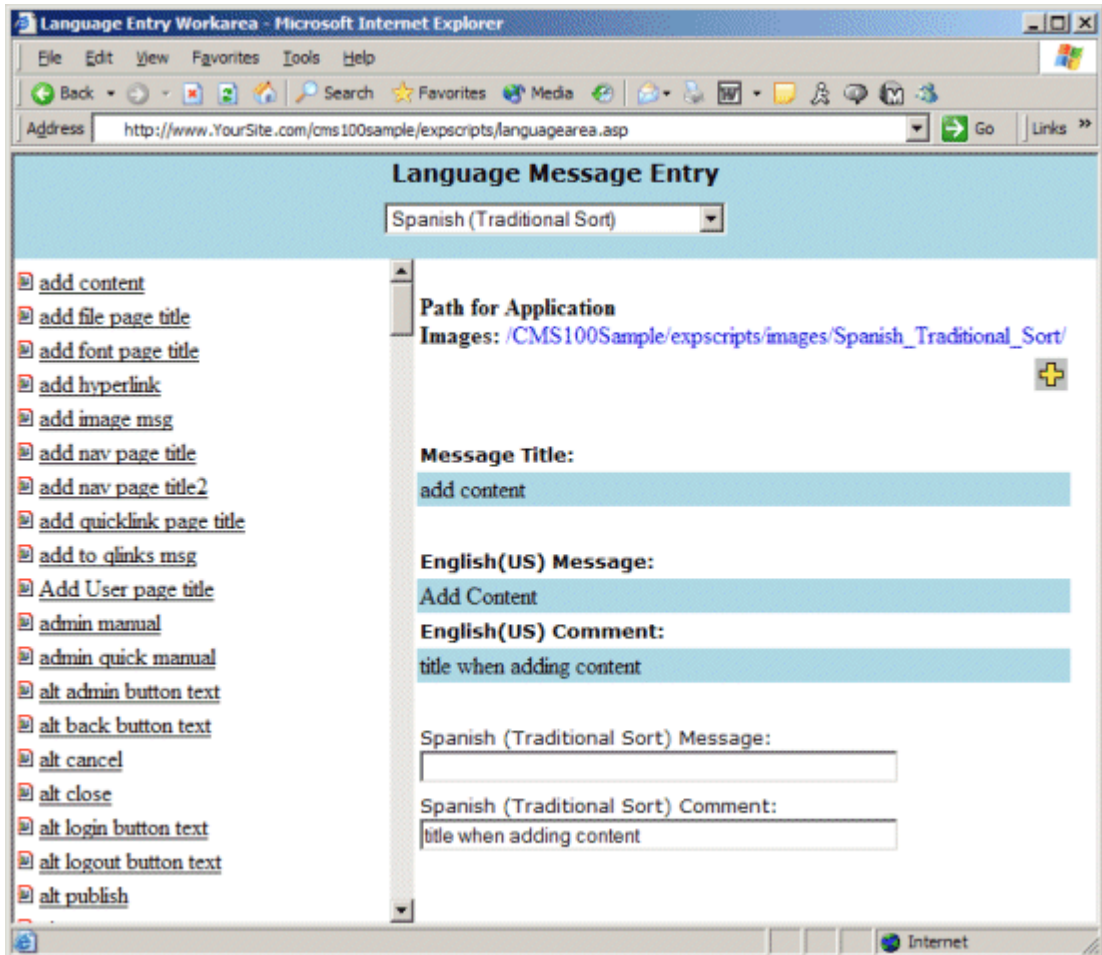 Language Entry Workarea - Microsoft Internet Explorer
File Edit View Favorites Tools Help
Back Search Favorites Media
Address http://www.YourSite.com/cms100sample/expscripts/languagearea.asp Go Links »
Language Message Entry
Spanish (Traditional Sort)
add content
add file page title
add font page title
add hyperlink
add image msg
add nav page title
add nav page title2
add quicklink page title
add to qlinks msg
Add User page title
admin manual
admin quick manual
alt admin button text
alt back button text
alt cancel
alt close
alt login button text
alt logout button text
alt publish
Path for Application
Images: /CMS100Sample/expscripts/images/Spanish_Traditional_Sort/
Message Title:
add content
English(US) Message:
Add Content
English(US) Comment:
title when adding content
Spanish (Traditional Sort) Message:
Spanish (Traditional Sort) Comment:
title when adding content
Internet